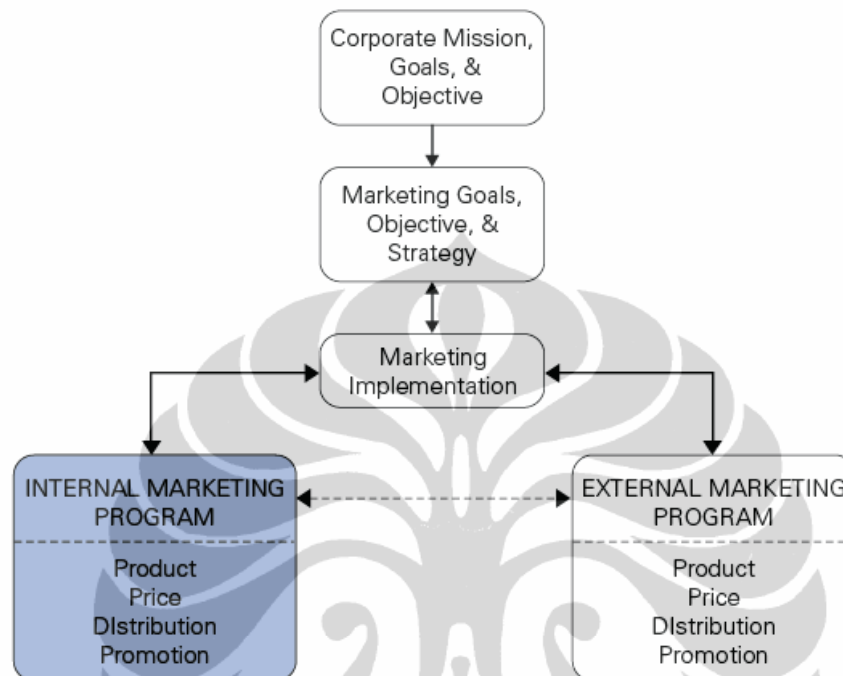 Corporate Mission,
Goals, &
Objective
Marketing Goals,
Objective, &
Strategy
Marketing
Implementation
INTERNAL MARKETING
PROGRAM
Product
Price
DIstribution
Promotion
EXTERNAL MARKETING
PROGRAM
Product
Price
DIstribution
Promotion